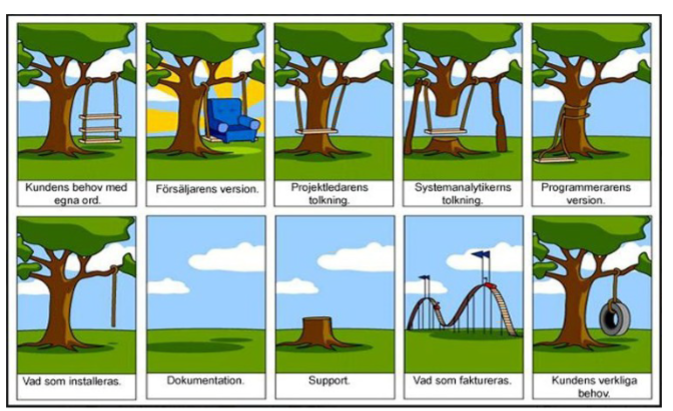 Kundens behov med
egna ord.
Försäljarens version.
Projektledarens
tolkning.
Systemanalytikerns
tolkning.
Programmerarens
version.
Vad som installeras.
Dokumentation.
Support.
Vad som faktureras.
Kundens verkliga
behov.